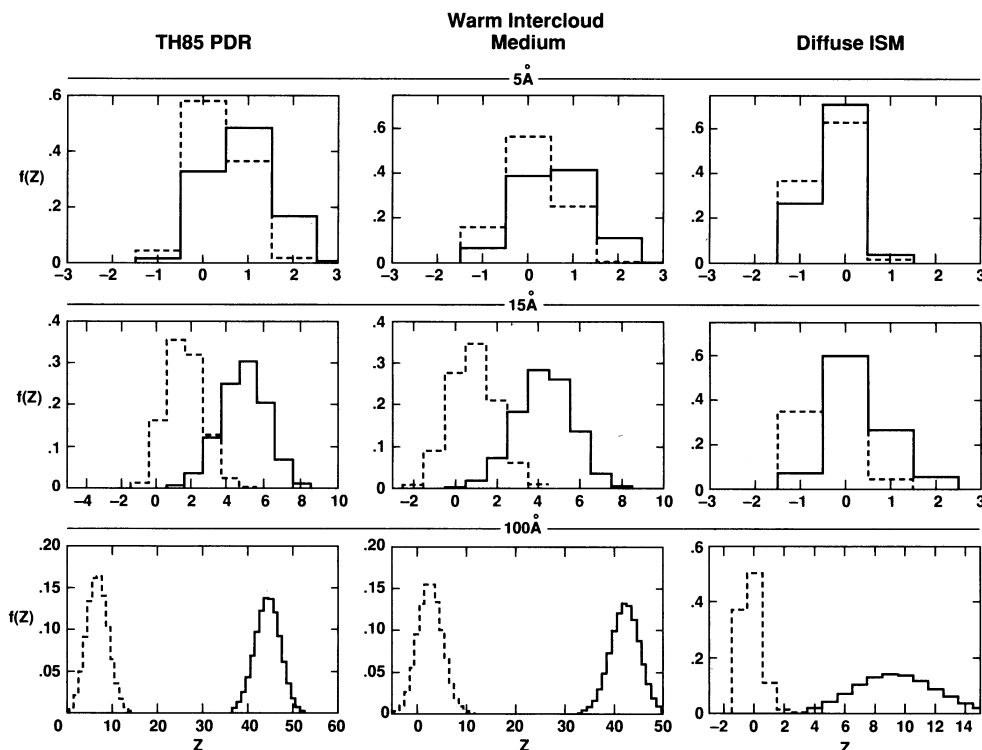 TH85 PDR
Warm Intercloud
Medium
Diffuse ISM
5Å
.6
.4
.2
0
f(Z)
-3 -2 -1 0 1 2 3
.6
.4
.2
0
-3 -2 -1 0 1 2 3
.6
.4
.2
0
-3 -2 -1 0 1 2 3
15Å
.4
.3
.2
.1
0
f(Z)
-4 -2 0 2 4 6 8 10
.4
.3
.2
.1
0
-2 0 2 4 6 8 10
.6
.4
.2
0
-3 -2 -1 0 1 2 3
100Å
.20
.15
.10
.05
f(Z)
0 10 20 30 40 50 60
Z
.20
.15
.10
.05
0 10 20 30 40 50
Z
.6
.4
.2
0
-2 0 2 4 6 8 10 12 14
Z